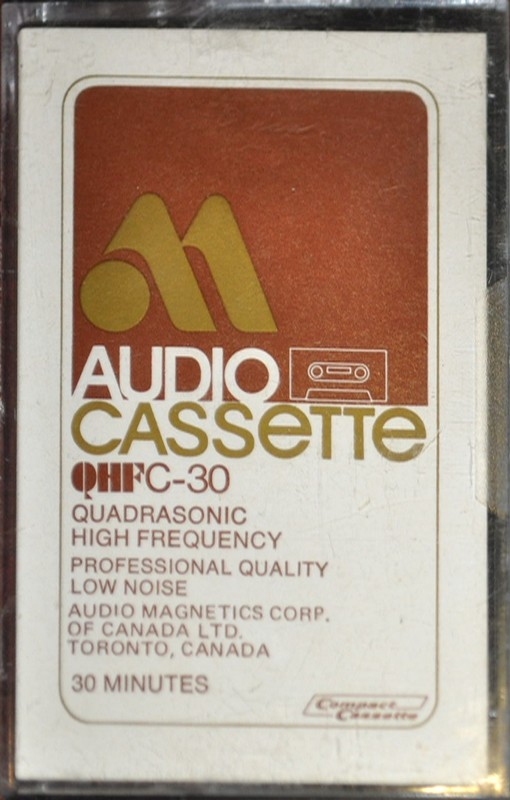 AUDIO
CASSETTE
QHFC-30
QUADRASONIC
HIGH FREQUENCY
PROFESSIONAL QUALITY
LOW NOISE
AUDIO MAGNETICS CORP.
OF CANADA LTD.
TORONTO, CANADA
30 MINUTES
Compact
Cassette